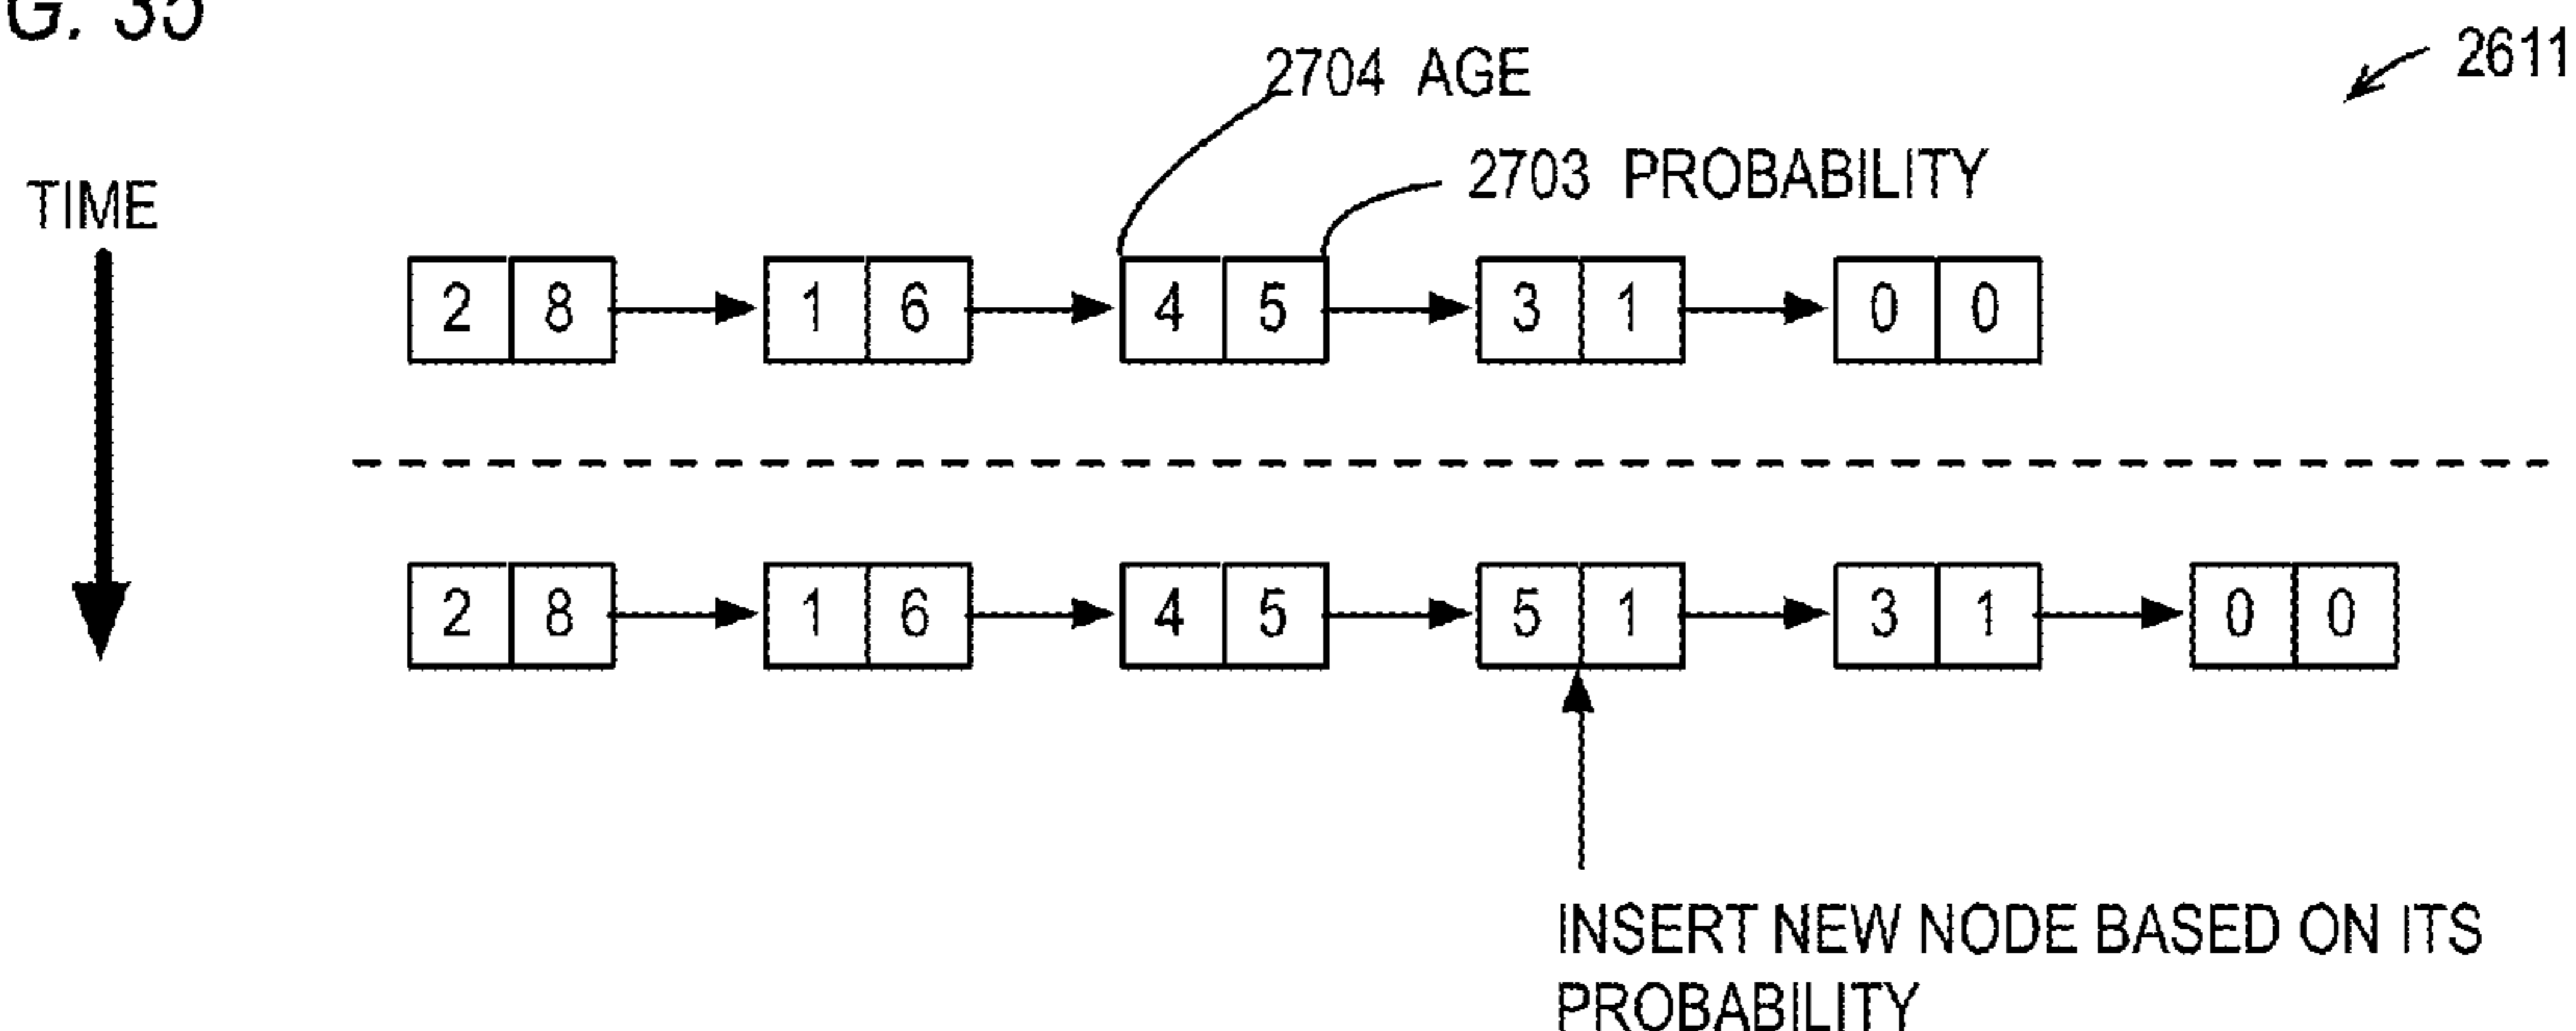 G. 35
2611
2704 AGE
2703 PROBABILITY
TIME
2 8 1 6 4 5 3 1 0 0
2 8 1 6 4 5 5 1 3 1 0 0
INSERT NEW NODE BASED ON ITS
PROBABILITY